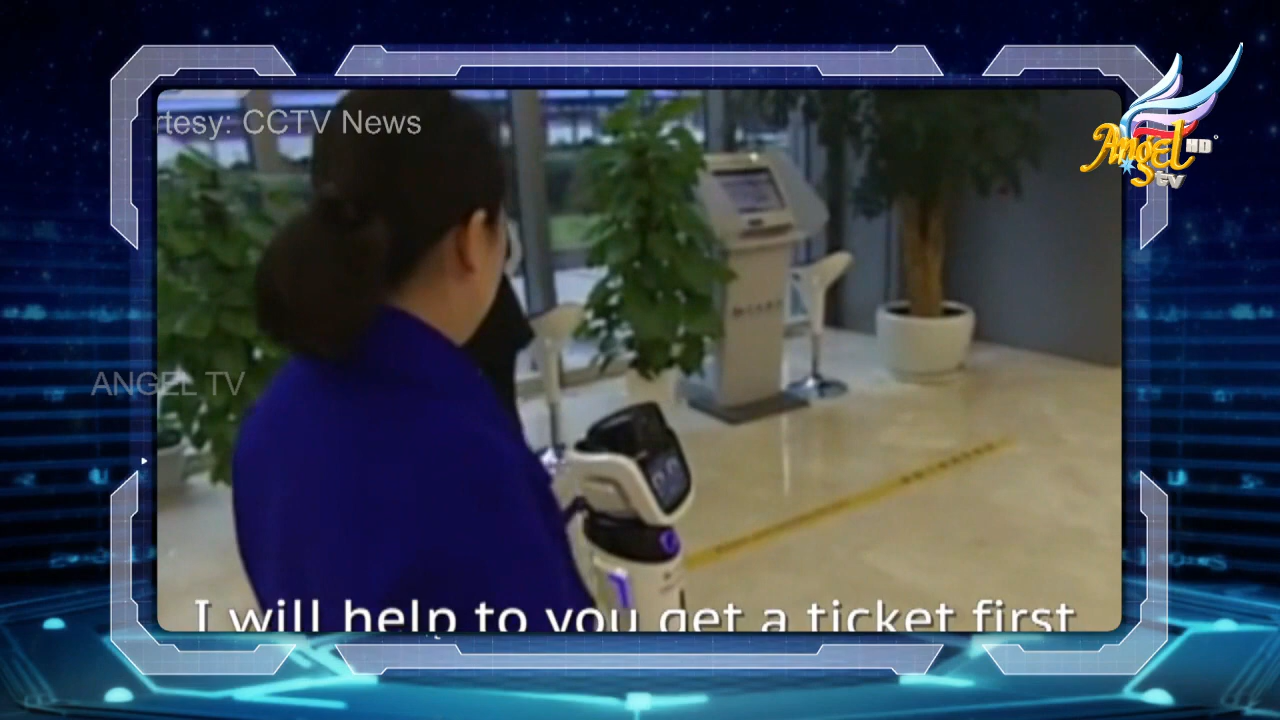 rtesy: CCTV News
Angel HD
tv
ANGEL TV
I will help to you get a ticket first